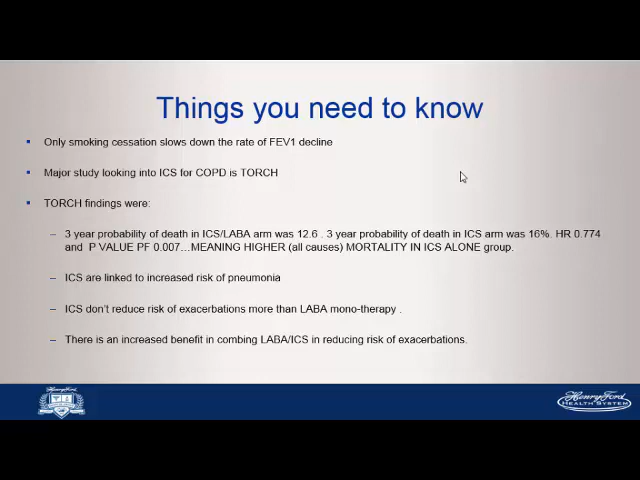 Things you need to know
Only smoking cessation slows down the rate of FEV1 decline
Major study looking into ICS for COPD is TORCH
TORCH findings were:
– 3 year probability of death in ICS/LABA arm was 12.6 . 3 year probability of death in ICS arm was 16%. HR 0.774
and P VALUE PF 0.007…MEANING HIGHER (all causes) MORTALITY IN ICS ALONE group.
– ICS are linked to increased risk of pneumonia
– ICS don't reduce risk of exacerbations more than LABA mono-therapy .
– There is an increased benefit in combing LABA/ICS in reducing risk of exacerbations.
Henry Ford
HEALTH SYSTEM